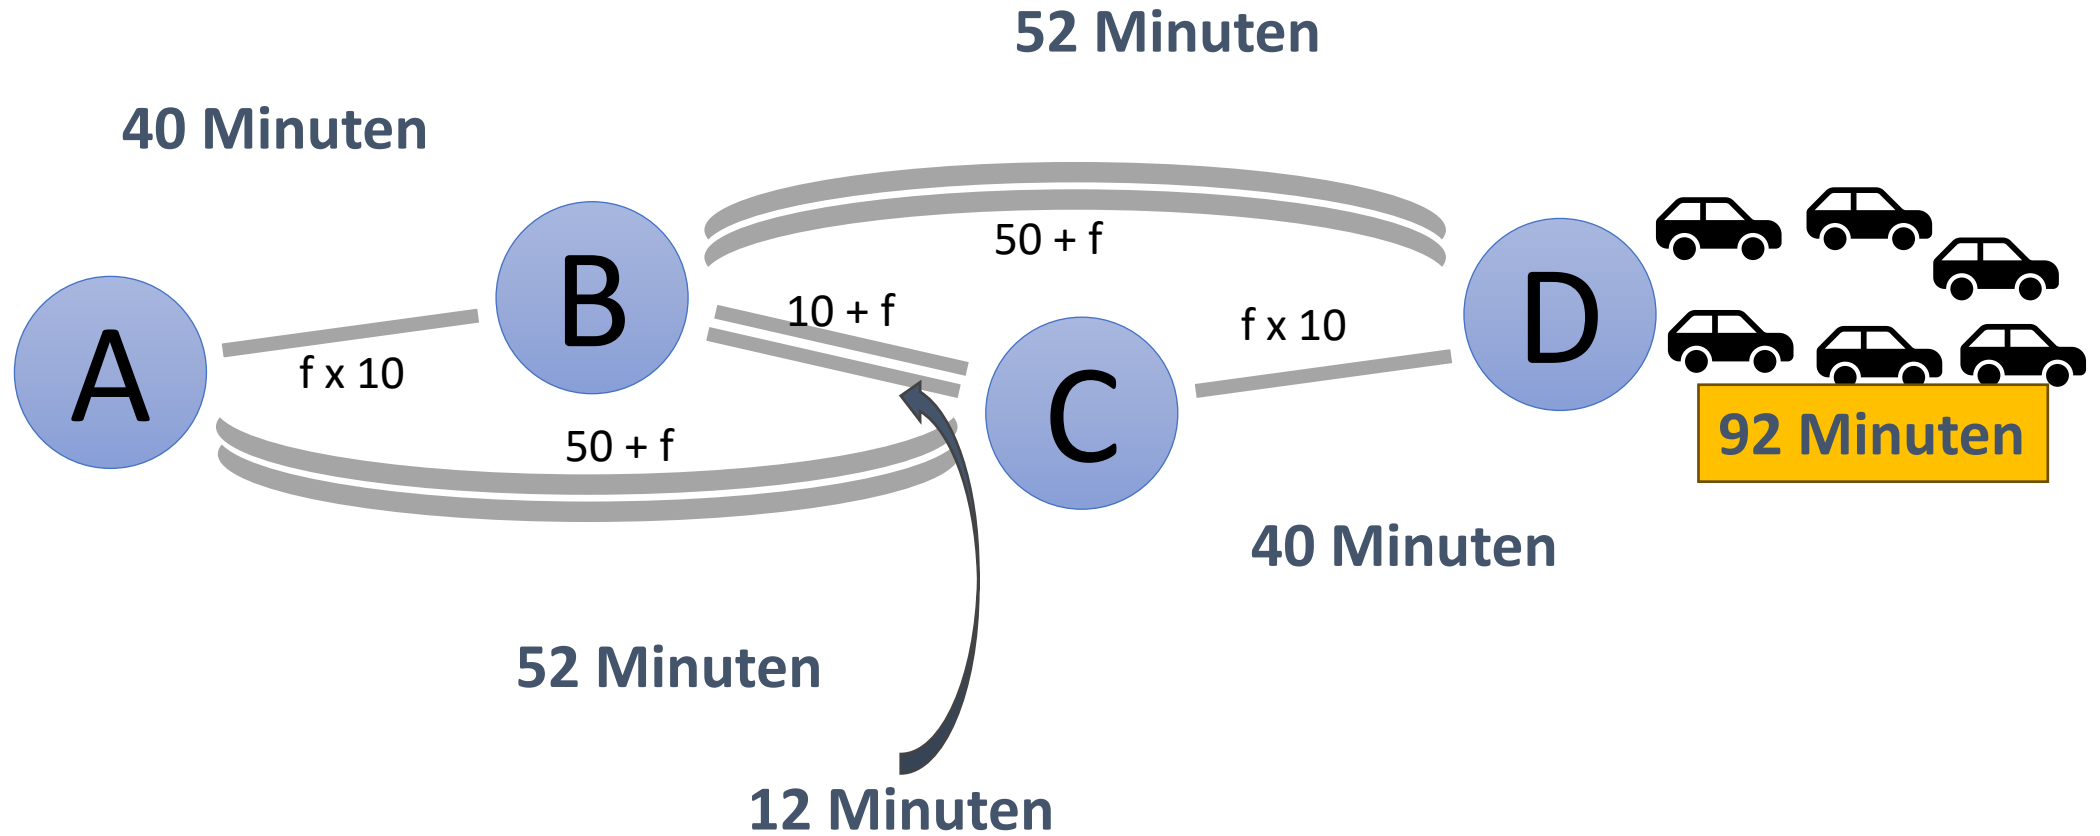 52 Minuten
40 Minuten
50 + f
B
D
10 + f
f x 10
A
f x 10
C
50 + f
92 Minuten
40 Minuten
52 Minuten
12 Minuten